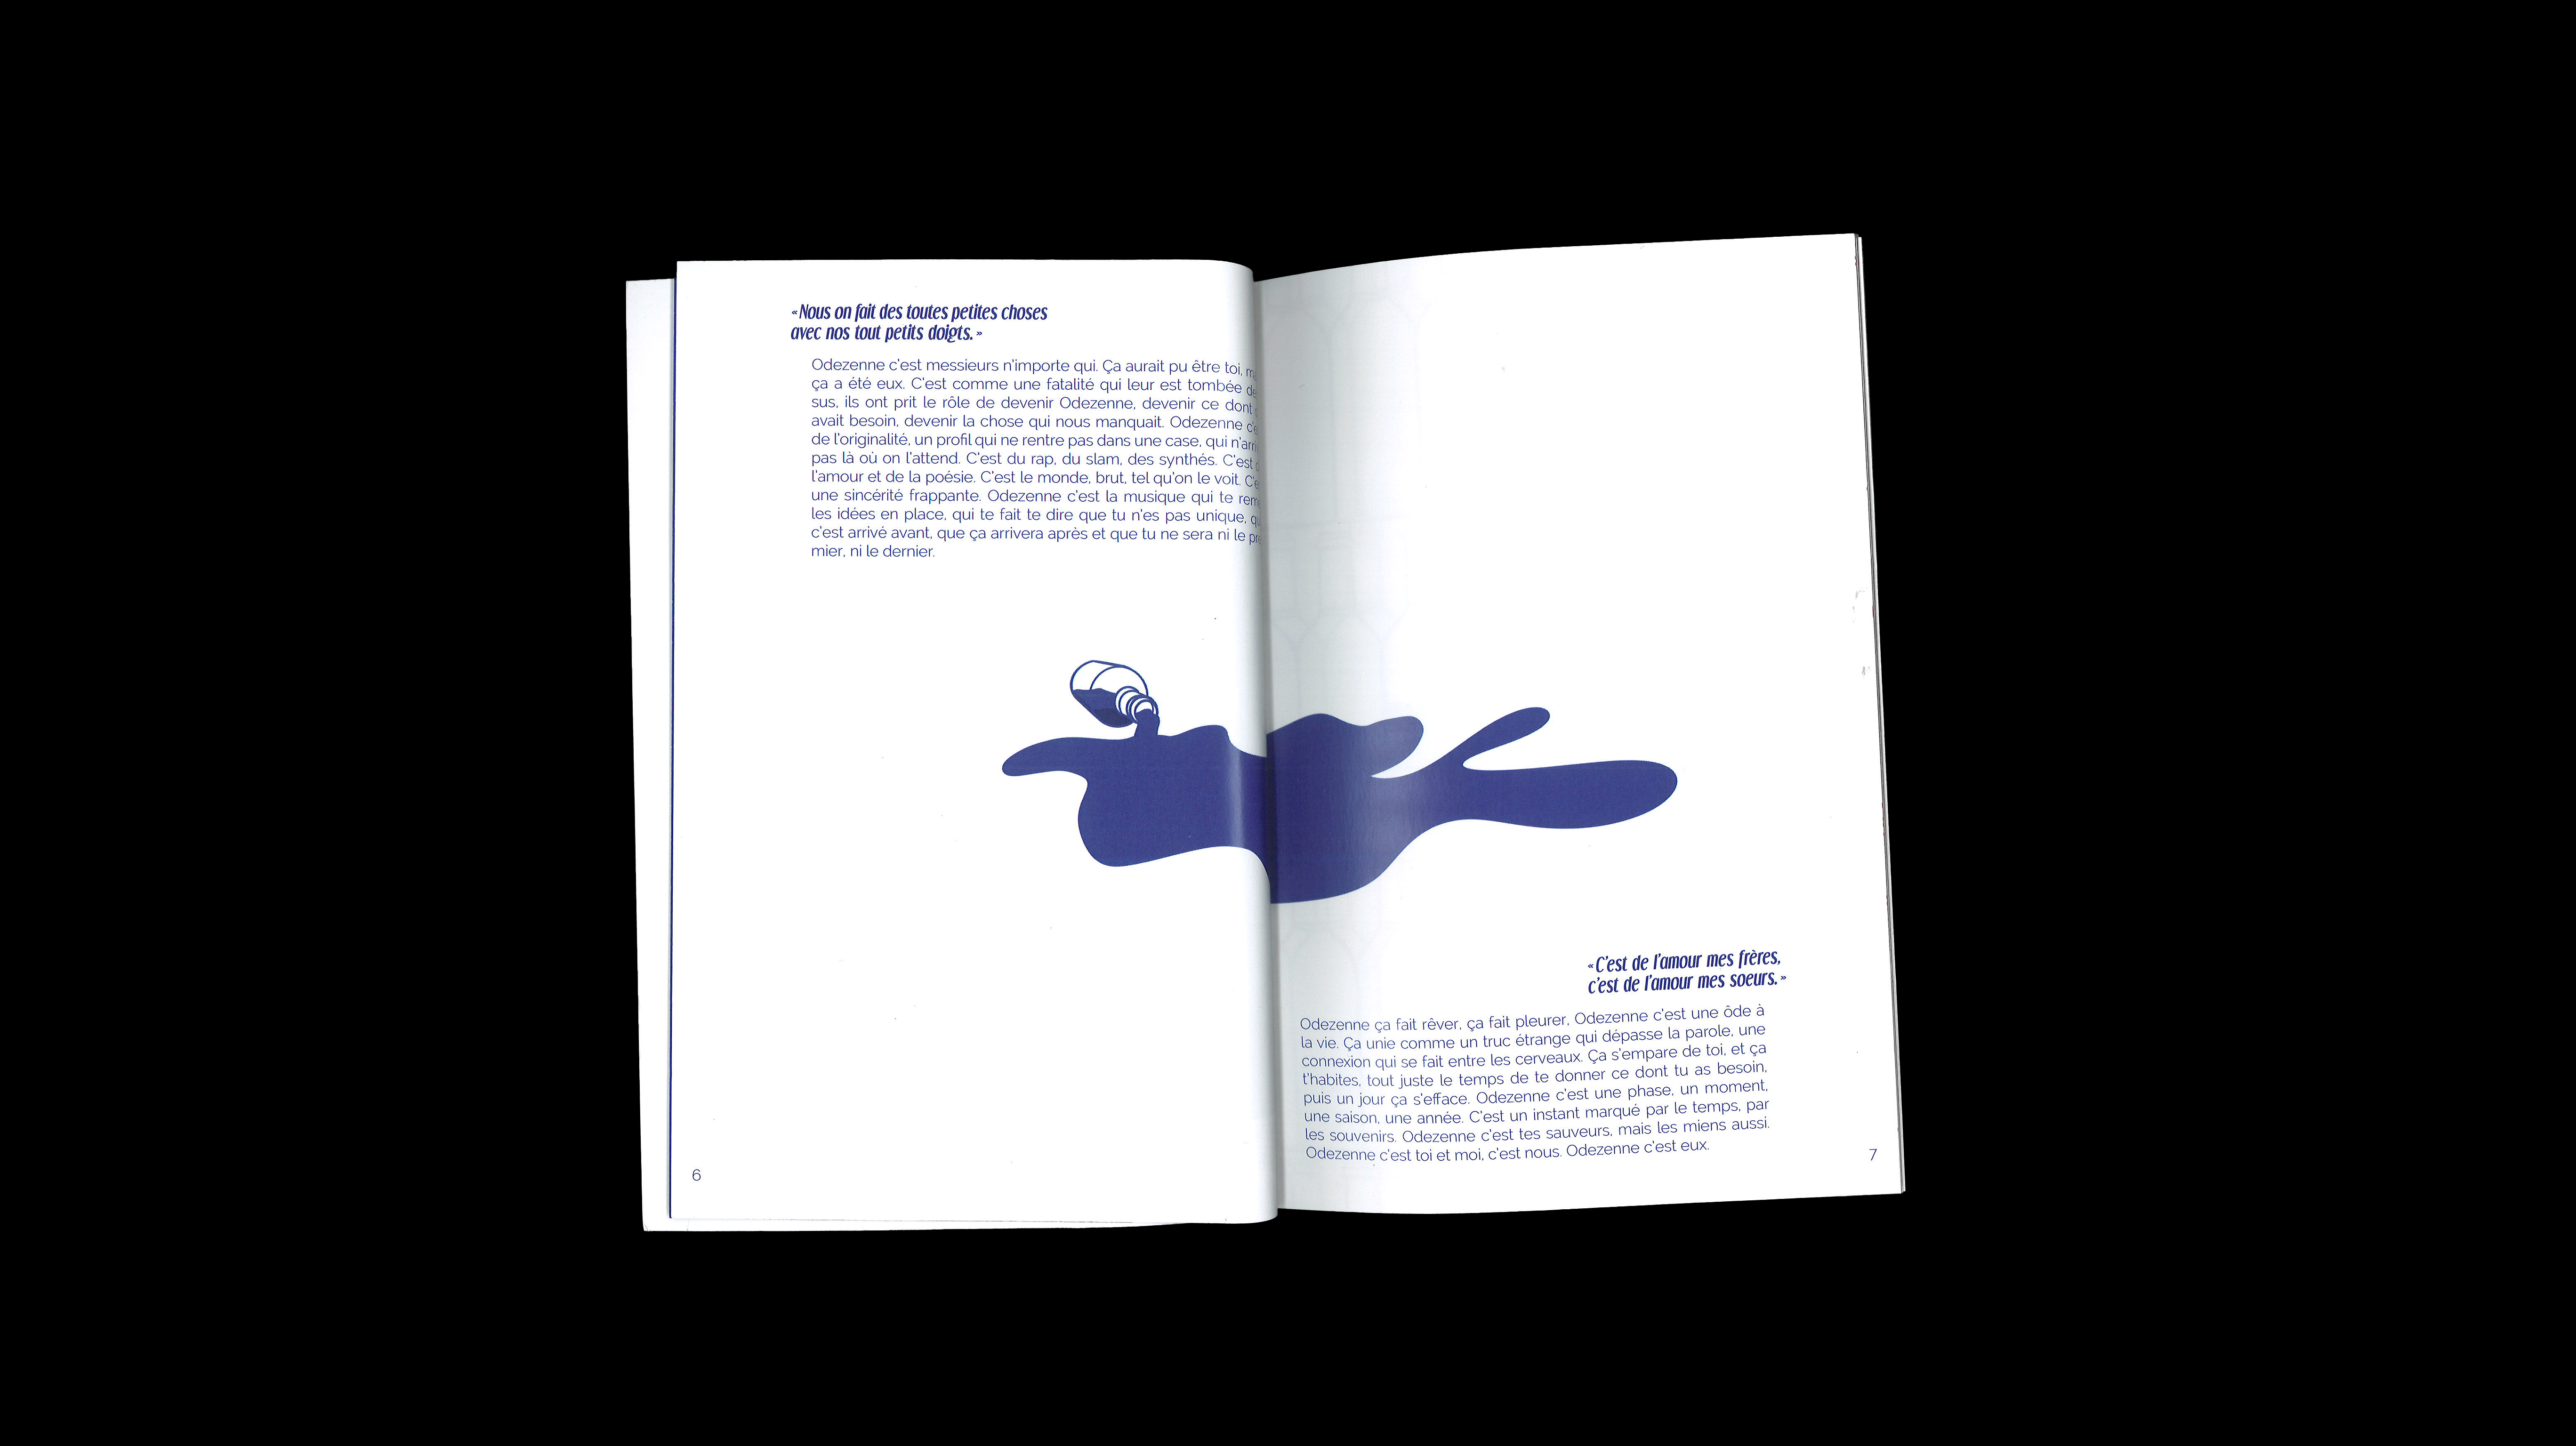 « Nous on fait des toutes petites choses
avec nos tout petits doigts. »
Odezenne c'est messieurs n'importe qui. Ça aurait pu être toi,
ça a été eux. C'est comme une fatalité qui leur est tombée
sus, ils ont prit le rôle de devenir Odezenne, devenir ce dont
avait besoin, devenir la chose qui nous manquait. Odezenne
de l'originalité, un profil qui ne rentre pas dans une case, qui
pas là où on l'attend. C'est du rap, du slam, des synthés. C'est
l'amour et de la poésie. C'est le monde, brut, tel qu'on le voit.
une sincérité frappante. Odezenne c'est la musique qui te
les idées en place, qui te fait te dire que tu n'es pas unique,
c'est arrivé avant, que ça arrivera après et que tu ne sera ni le
mier, ni le dernier.
6
« C'est de l'amour mes frères,
c'est de l'amour mes soeurs. »
Odezenne ça fait rêver, ça fait pleurer, Odezenne c'est une ôde à
la vie. Ça unie comme un truc étrange qui dépasse la parole, une
connexion qui se fait entre les cerveaux. Ça s'empare de toi, et ça
t'habites, tout juste le temps de te donner ce dont tu as besoin,
puis un jour ça s'efface. Odezenne c'est une phase, un moment,
une saison, une année. C'est un instant marqué par le temps, par
les souvenirs. Odezenne c'est tes sauveurs, mais les miens aussi.
Odezenne c'est toi et moi, c'est nous. Odezenne c'est eux.
7